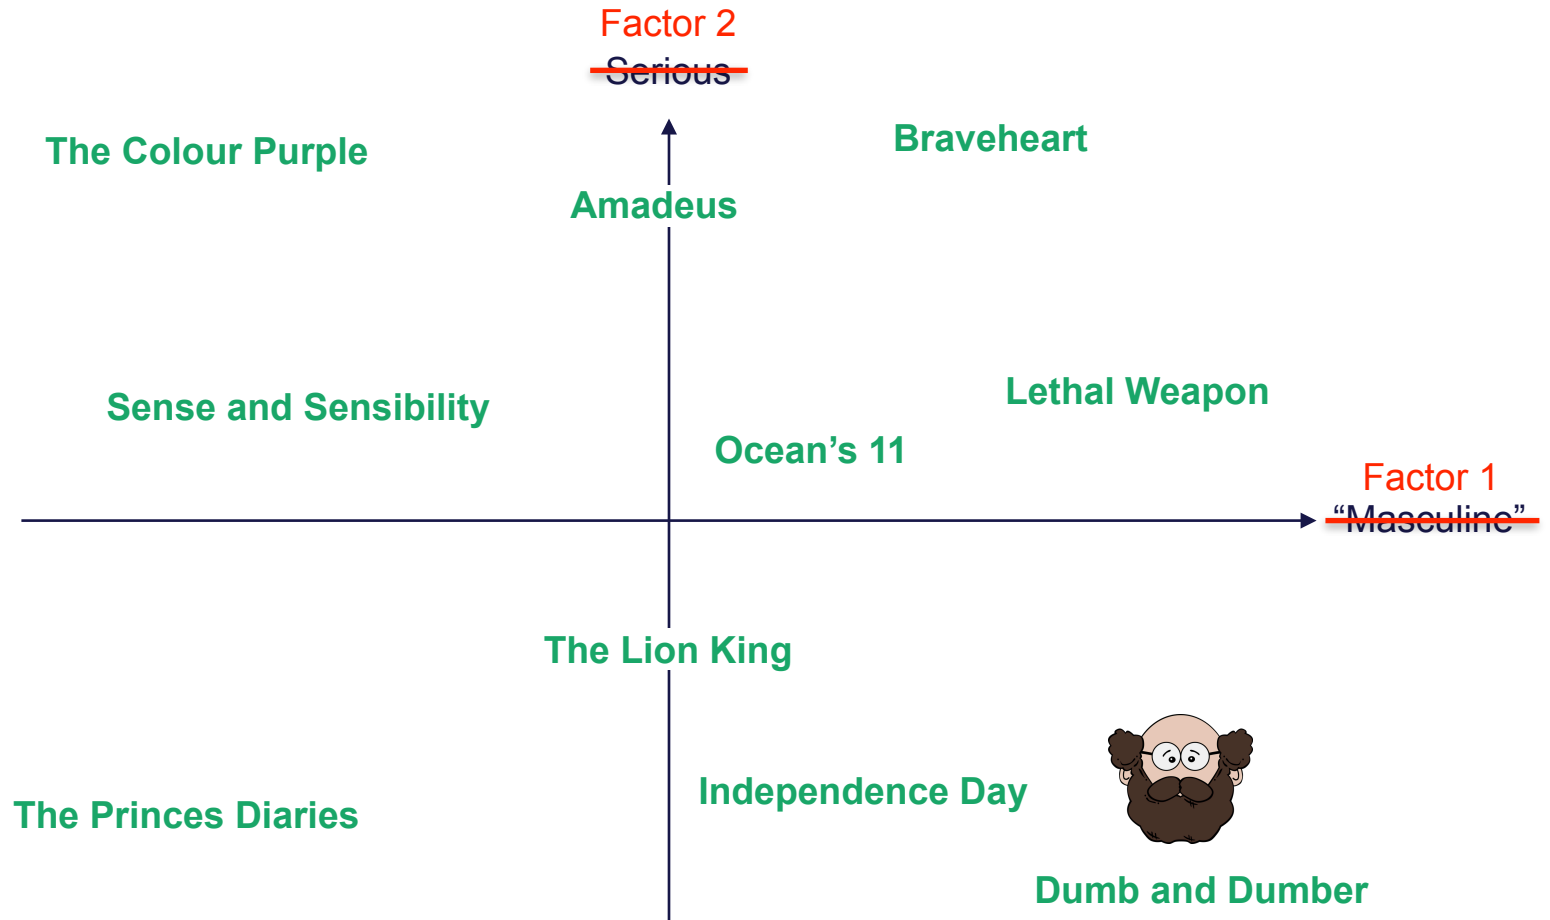 Factor 2
Serious
The Colour Purple
Braveheart
Amadeus
Sense and Sensibility
Lethal Weapon
Ocean’s 11
Factor 1
“Masculine”
The Lion King
The Princes Diaries
Independence Day
Dumb and Dumber